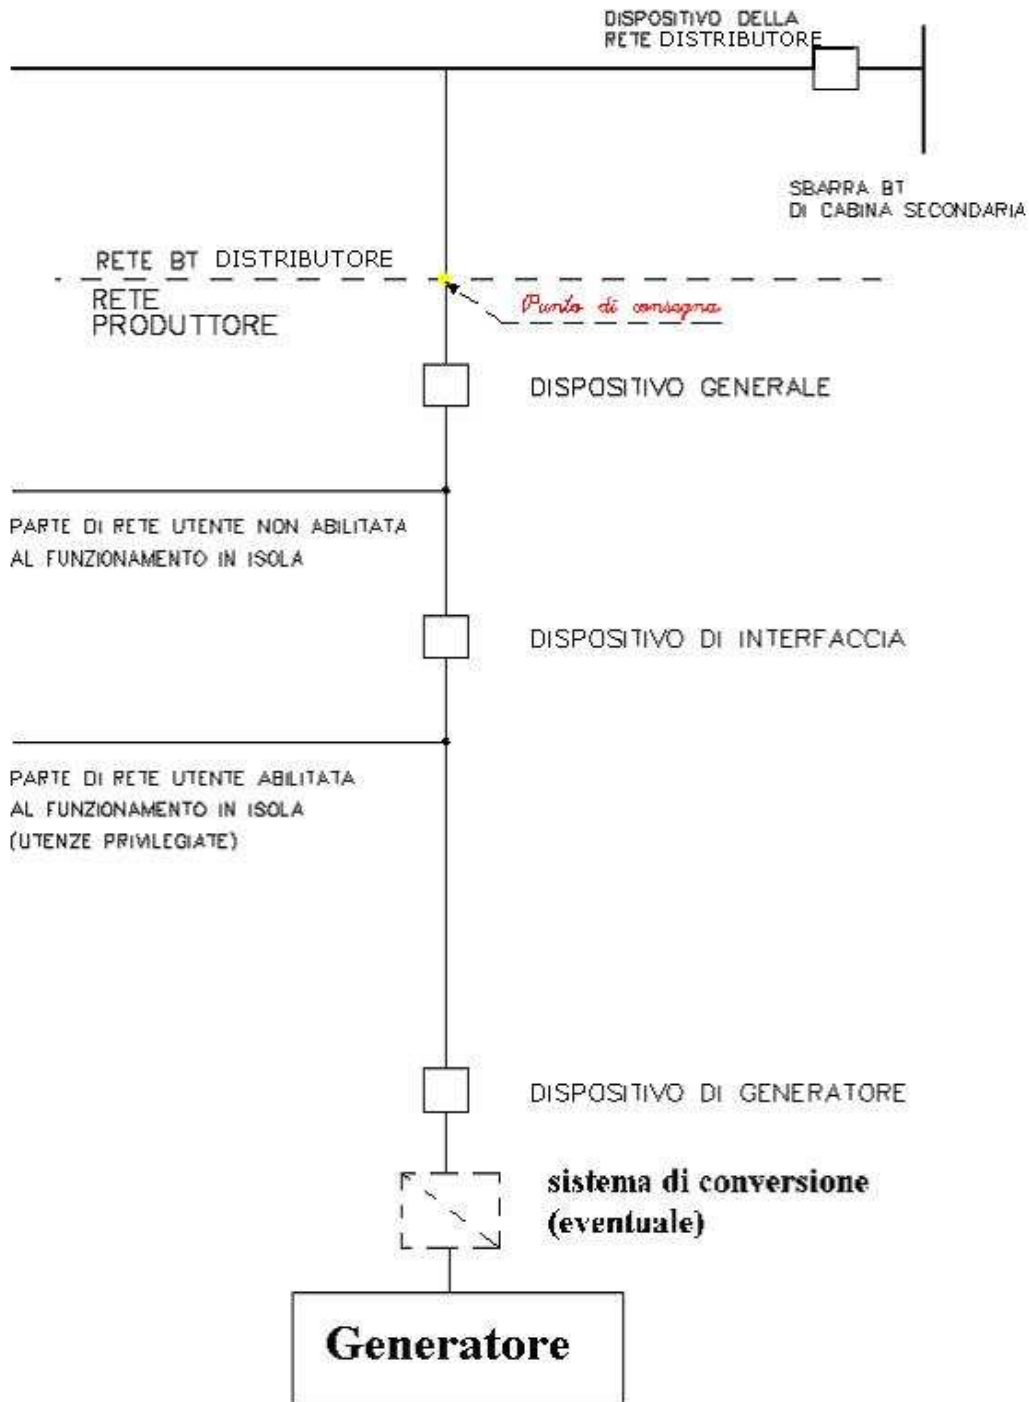 DISPOSITIVO DELLA
RETE DISTRIBUTORE
SBARRA BT
DI CABINA SECONDARIA
RETE BT DISTRIBUTORE
RETE
PRODUTTORE
Punto di consegna
DISPOSITIVO GENERALE
PARTE DI RETE UTENTE NON ABILITATA
AL FUNZIONAMENTO IN ISOLA
DISPOSITIVO DI INTERFACCIA
PARTE DI RETE UTENTE ABILITATA
AL FUNZIONAMENTO IN ISOLA
(UTENZE PRIVILEGIATE)
DISPOSITIVO DI GENERATORE
sistema di conversione
(eventuale)
Generatore